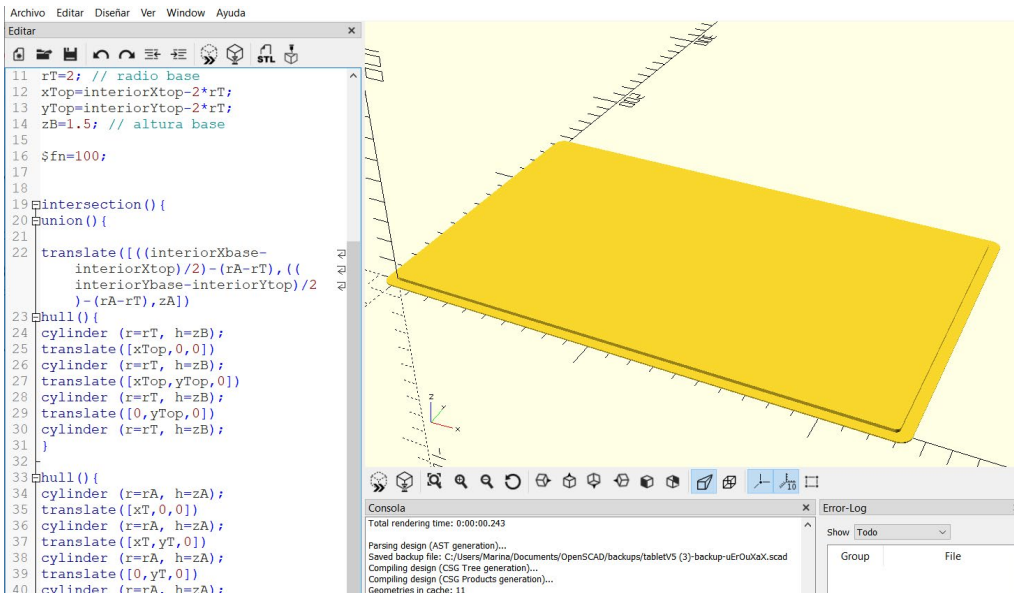 Archivo Editar Diseñar Ver Window Ayuda
Editar
STL
11 rT=2; // radio base
12 xTop=interiorXtop-2*rT;
13 yTop=interiorYtop-2*rT;
14 zB=1.5; // altura base
15
16 $fn=100;
17
18
19 intersection(){
20 union(){
21
22 translate([((interiorXbase-
interiorXtop)/2)-(rA-rT),((
interiorYbase-interiorYtop)/2
)-(rA-rT),zA])
23 hull(){
24 cylinder (r=rT, h=zB);
25 translate([xTop,0,0])
26 cylinder (r=rT, h=zB);
27 translate([xTop,yTop,0])
28 cylinder (r=rT, h=zB);
29 translate([0,yTop,0])
30 cylinder (r=rT, h=zB);
31 }
32
33 hull(){
34 cylinder (r=rA, h=zA);
35 translate([xT,0,0])
36 cylinder (r=rA, h=zA);
37 translate([xT,yT,0])
38 cylinder (r=rA, h=zA);
39 translate([0,yT,0])
40 cylinder (r=rA, h=zA);
z
y
x
10
Consola
Total rendering time: 0:00:00.243
Parsing design (AST generation)...
Saved backup file: C:/Users/Marina/Documents/OpenSCAD/backups/tabletV5 (3)-backup-uErOuXaX.scad
Compiling design (CSG Tree generation)...
Compiling design (CSG Products generation)...
Geometries in cache: 11
Error-Log
Show Todo
Group File